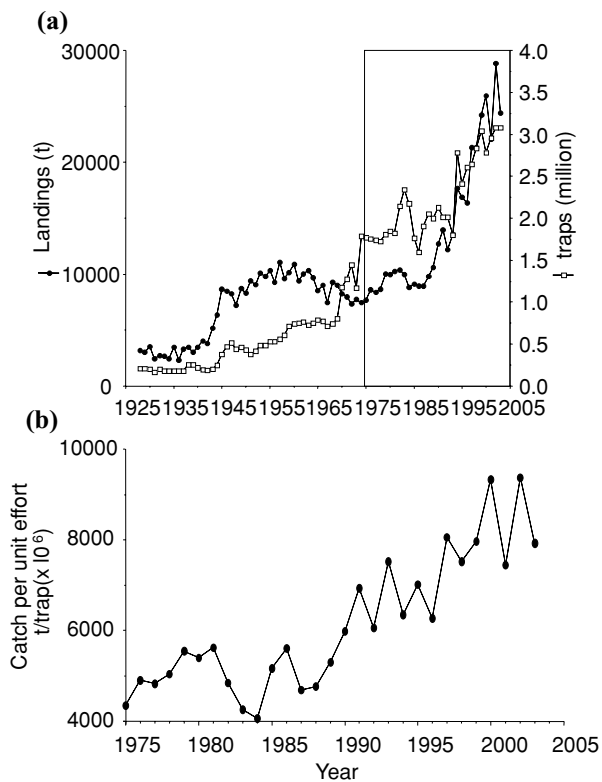 (a)
30000
20000
10000
0
Landings (t)
4.0
3.5
3.0
2.5
2.0
1.5
1.0
0.5
0.0
traps (million)
1925 1935 1945 1955 1965 1975 1985 1995 2005
(b)
10000
8000
6000
4000
Catch per unit effort
t/trap(x 10⁶)
1975 1980 1985 1990 1995 2000 2005
Year